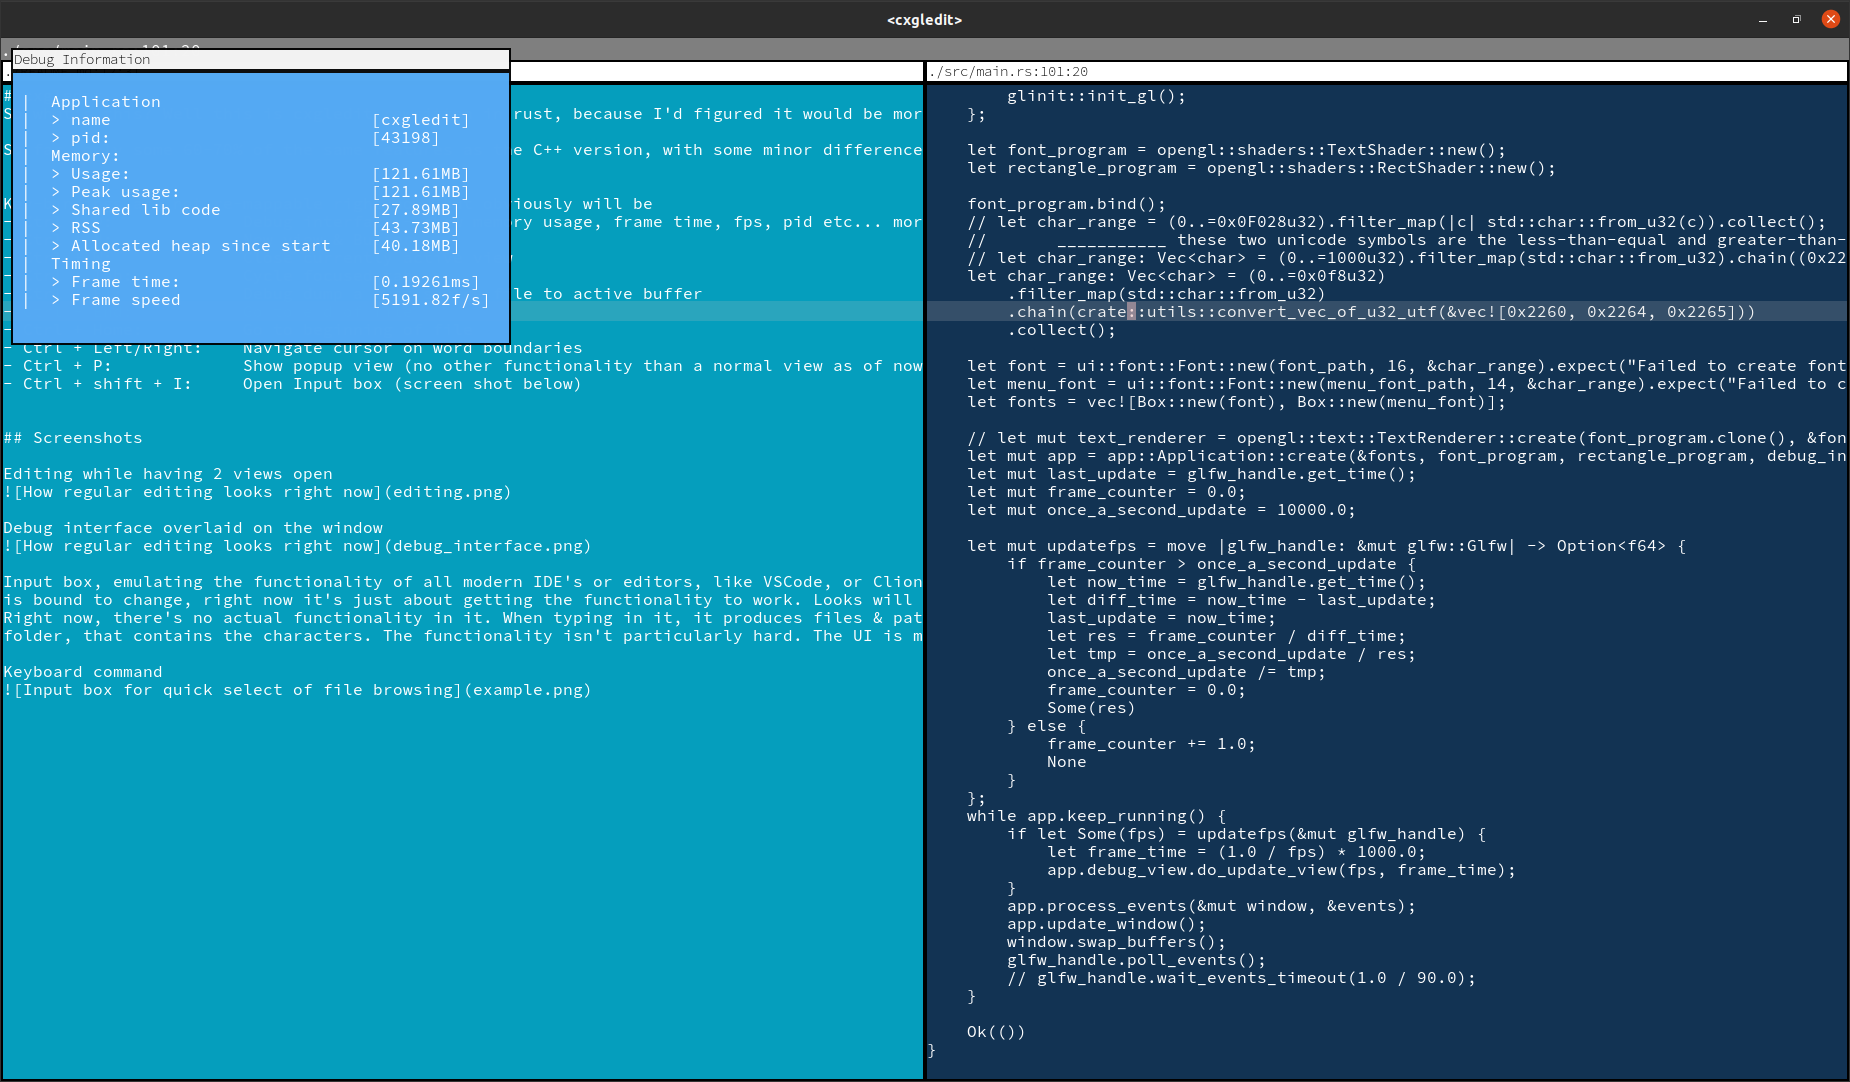 <cxgledit>
Debug Information
| Application
| > name [cxgledit]
| > pid: [43198]
| Memory:
| > Usage: [121.61MB]
| > Peak usage: [121.61MB]
| > Shared lib code [27.89MB]
| > RSS [43.73MB]
| > Allocated heap since start [40.18MB]
| Timing
| > Frame time: [0.19261ms]
| > Frame speed [5191.82f/s]
#
S rust, because I'd figured it would be mor
S e C++ version, with some minor difference
K iously will be
ry usage, frame time, fps, pid etc... mor
le to active buffer
- Ctrl + Left/Right:    Navigate cursor on word boundaries
- Ctrl + P:             Show popup view (no other functionality than a normal view as of now
- Ctrl + shift + I:     Open Input box (screen shot below)
## Screenshots
Editing while having 2 views open
![How regular editing looks right now](editing.png)
Debug interface overlaid on the window
![How regular editing looks right now](debug_interface.png)
Input box, emulating the functionality of all modern IDE's or editors, like VSCode, or Clion
is bound to change, right now it's just about getting the functionality to work. Looks will
Right now, there's no actual functionality in it. When typing in it, it produces files & pat
folder, that contains the characters. The functionality isn't particularly hard. The UI is m
Keyboard command
![Input box for quick select of file browsing](example.png)
./src/main.rs:101:20
        glinit::init_gl();
    };
    let font_program = opengl::shaders::TextShader::new();
    let rectangle_program = opengl::shaders::RectShader::new();
    font_program.bind();
    // let char_range = (0..=0x0F028u32).filter_map(|c| std::char::from_u32(c)).collect();
    //       ___________ these two unicode symbols are the less-than-equal and greater-than-
    // let char_range: Vec<char> = (0..=1000u32).filter_map(std::char::from_u32).chain((0x22
    let char_range: Vec<char> = (0..=0x0f8u32)
        .filter_map(std::char::from_u32)
        .chain(crate::utils::convert_vec_of_u32_utf(&vec![0x2260, 0x2264, 0x2265]))
        .collect();
    let font = ui::font::Font::new(font_path, 16, &char_range).expect("Failed to create font
    let menu_font = ui::font::Font::new(menu_font_path, 14, &char_range).expect("Failed to c
    let fonts = vec![Box::new(font), Box::new(menu_font)];
    // let mut text_renderer = opengl::text::TextRenderer::create(font_program.clone(), &fon
    let mut app = app::Application::create(&fonts, font_program, rectangle_program, debug_in
    let mut last_update = glfw_handle.get_time();
    let mut frame_counter = 0.0;
    let mut once_a_second_update = 10000.0;
    let mut updatefps = move |glfw_handle: &mut glfw::Glfw| -> Option<f64> {
        if frame_counter > once_a_second_update {
            let now_time = glfw_handle.get_time();
            let diff_time = now_time - last_update;
            last_update = now_time;
            let res = frame_counter / diff_time;
            let tmp = once_a_second_update / res;
            once_a_second_update /= tmp;
            frame_counter = 0.0;
            Some(res)
        } else {
            frame_counter += 1.0;
            None
        }
    };
    while app.keep_running() {
        if let Some(fps) = updatefps(&mut glfw_handle) {
            let frame_time = (1.0 / fps) * 1000.0;
            app.debug_view.do_update_view(fps, frame_time);
        }
        app.process_events(&mut window, &events);
        app.update_window();
        window.swap_buffers();
        glfw_handle.poll_events();
        // glfw_handle.wait_events_timeout(1.0 / 90.0);
    }
    Ok(())
}